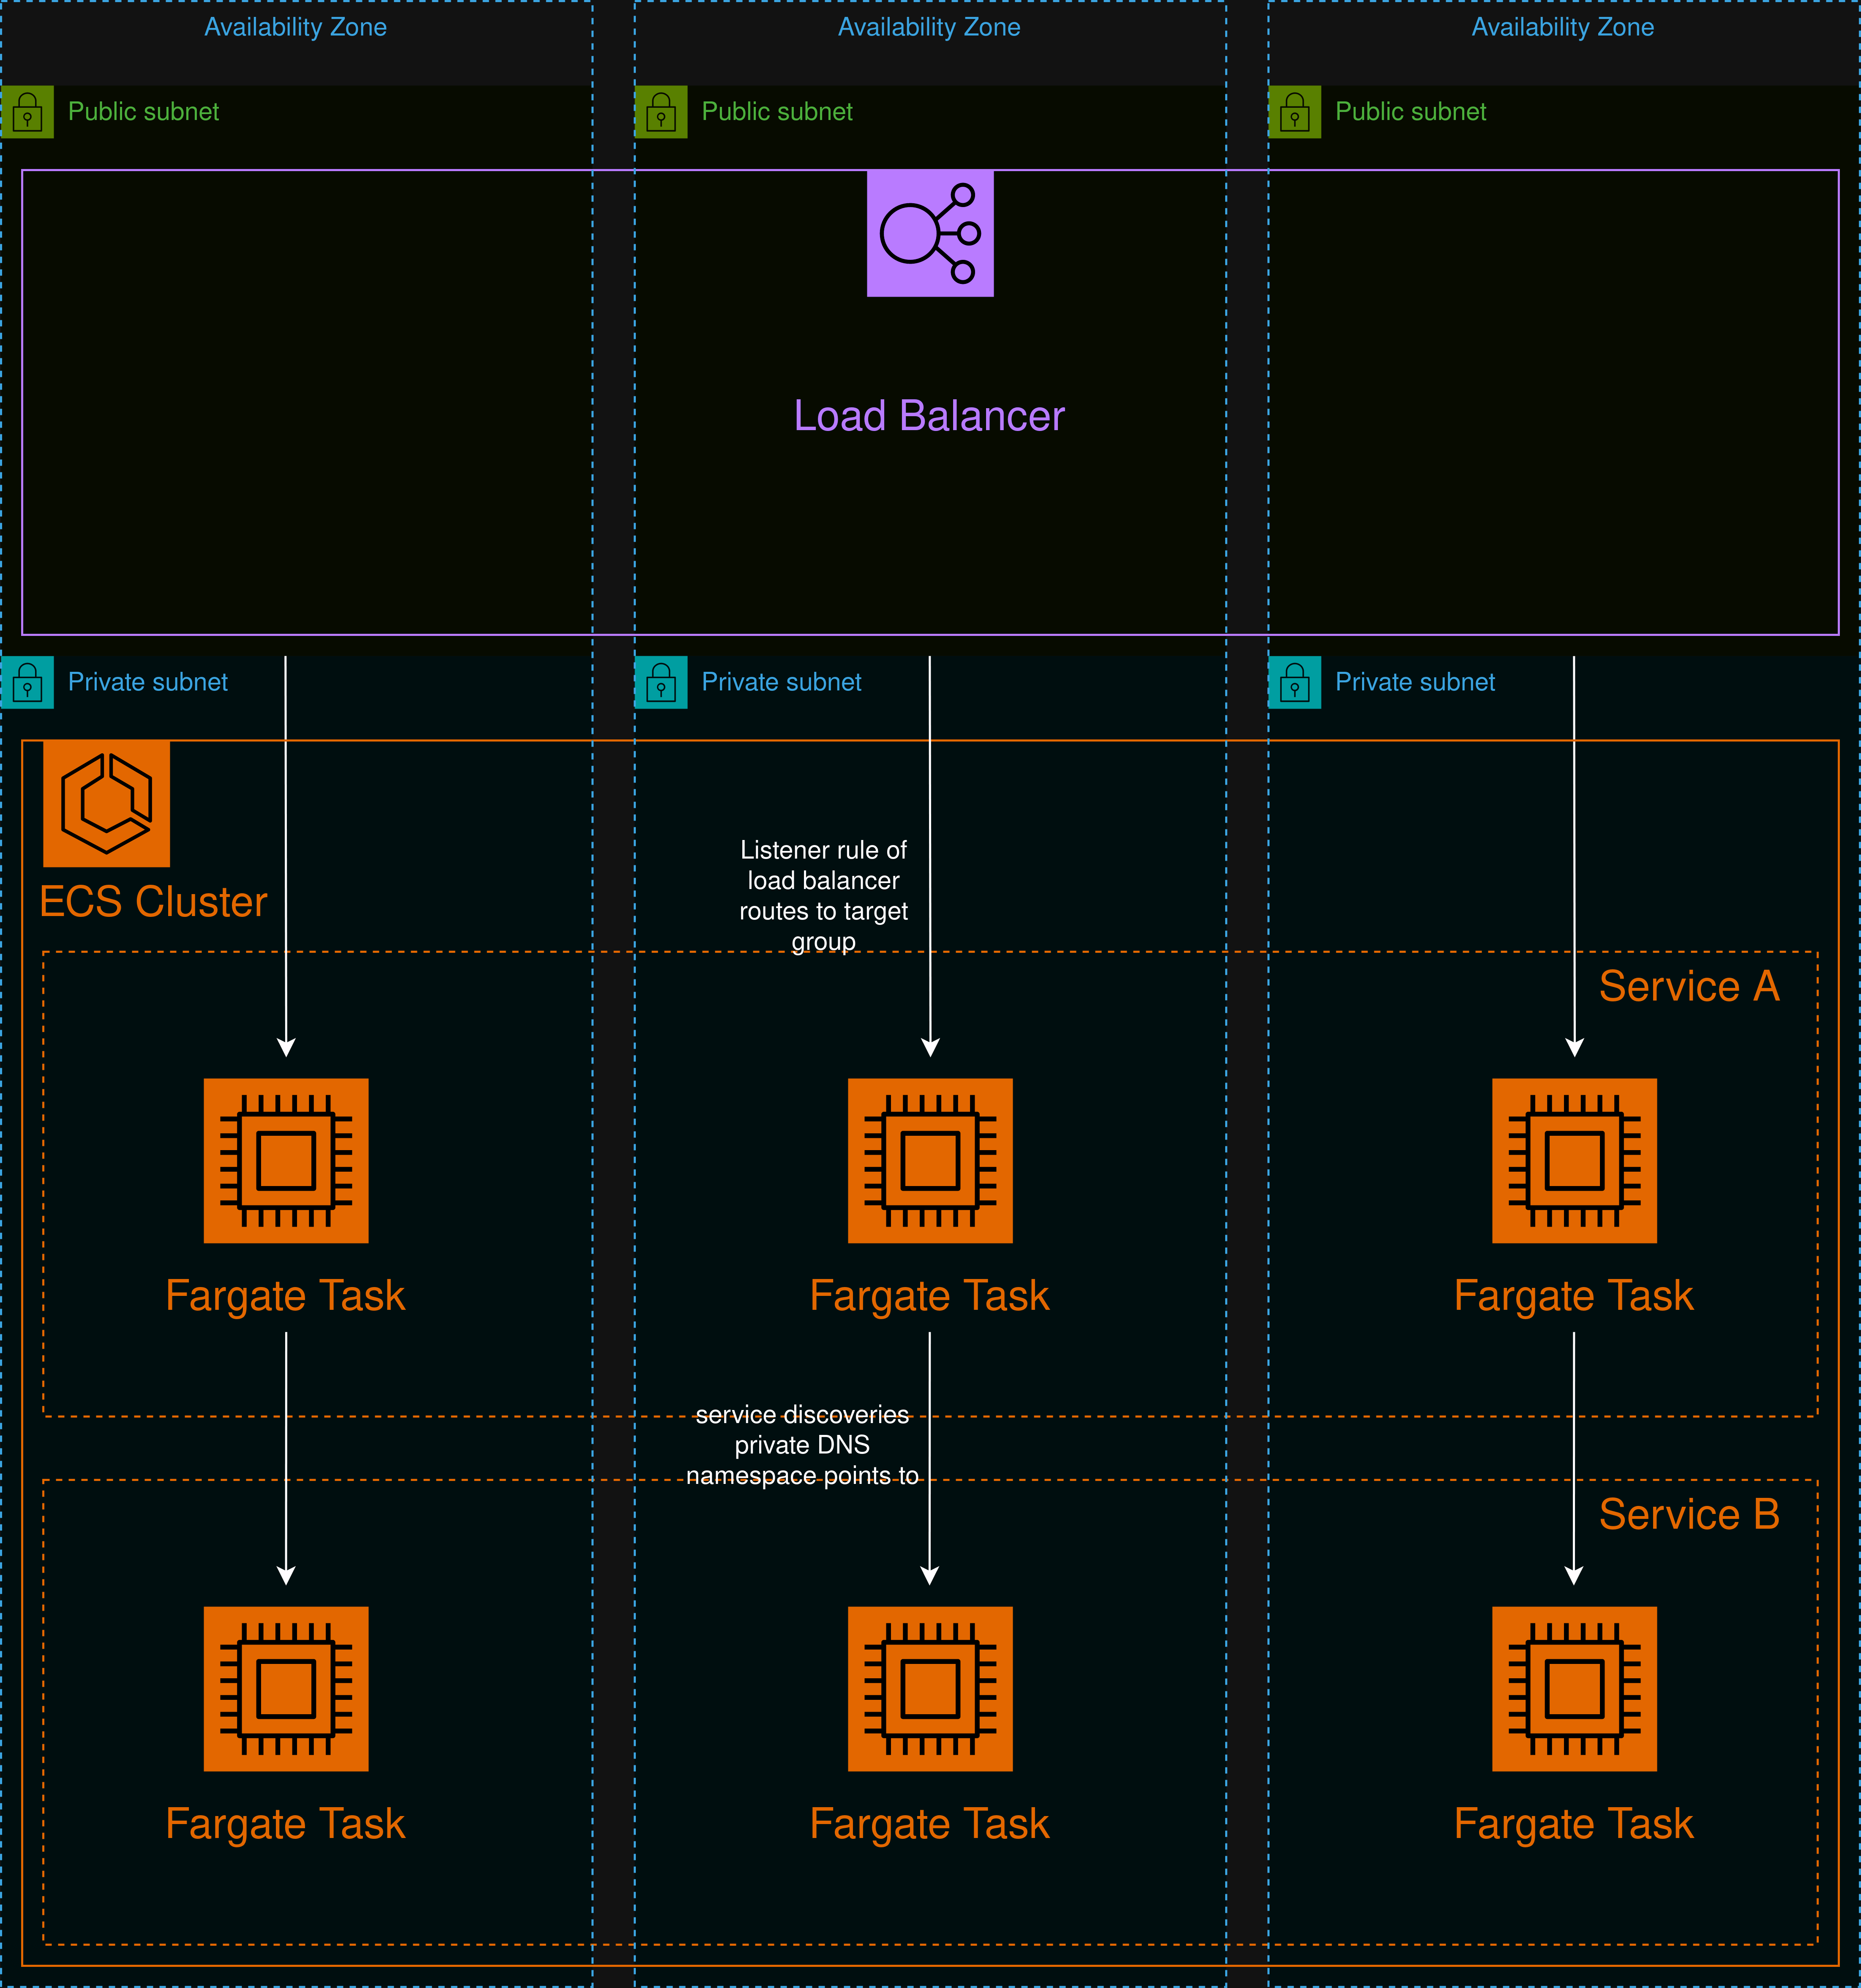 Availability Zone
Availability Zone
Availability Zone
Public subnet
Public subnet
Public subnet
Load Balancer
Private subnet
Private subnet
Private subnet
ECS Cluster
Listener rule of
load balancer
routes to target
group
Service A
Fargate Task
Fargate Task
Fargate Task
service discoveries
private DNS
namespace points to
Service B
Fargate Task
Fargate Task
Fargate Task